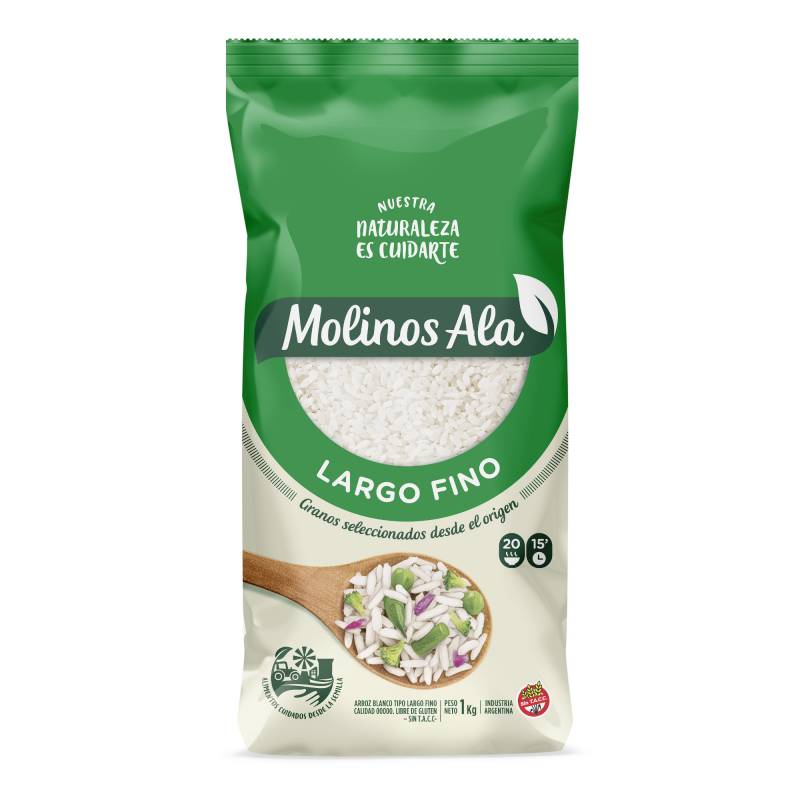 NUESTRA
NATURALEZA
ES CUIDARTE
Molinos Ala
LARGO FINO
Granos seleccionados desde el origen
20
15'
ALIMENTOS CUIDADOS DESDE LA SEMILLA
ARROZ BLANCO TIPO LARGO FINO
CALIDAD 00000. LIBRE DE GLUTEN
- SIN T.A.C.C-
PESO
NETO
1 Kg
INDUSTRIA
ARGENTINA
Sin T.A.C.C